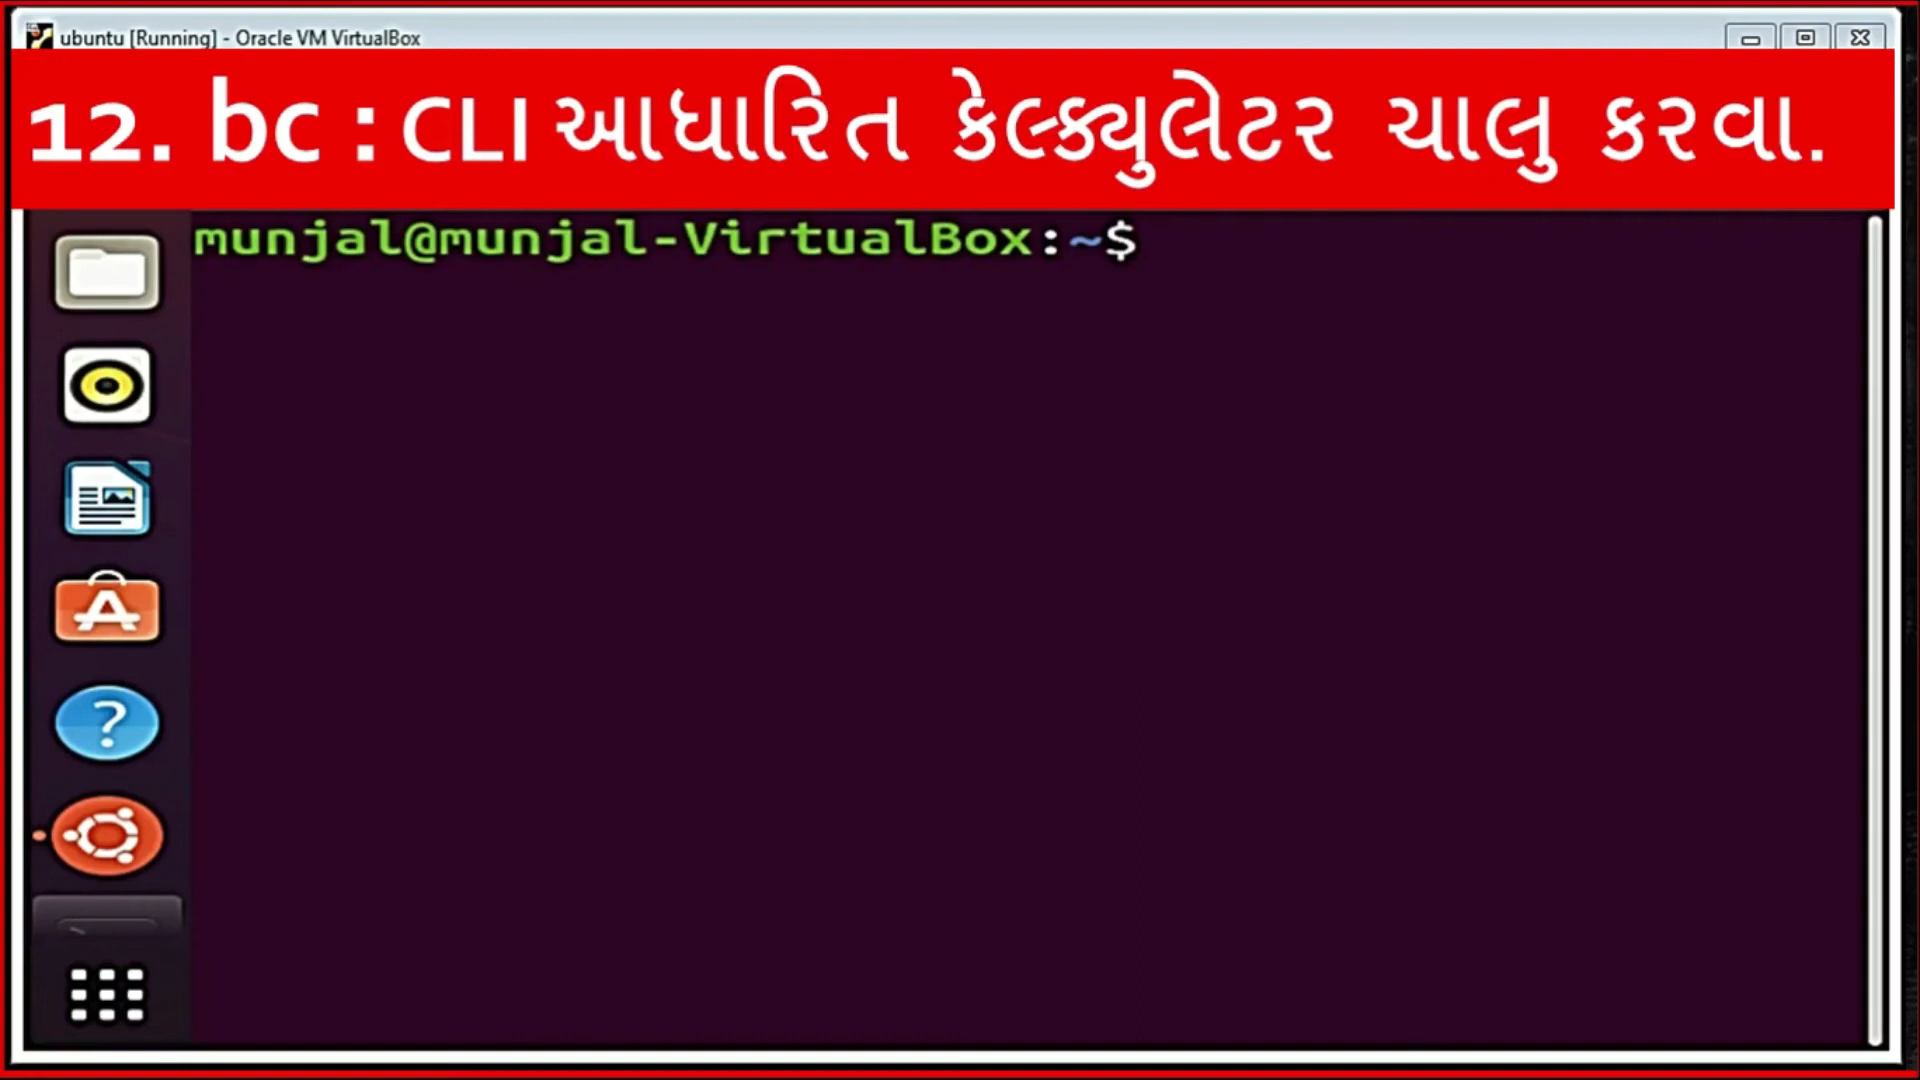 ubuntu [Running] - Oracle VM VirtualBox
12. bc : CLI આધારિત કેલ્ક્યુલેટર ચાલુ કરવા.
munjal@munjal-VirtualBox:~$